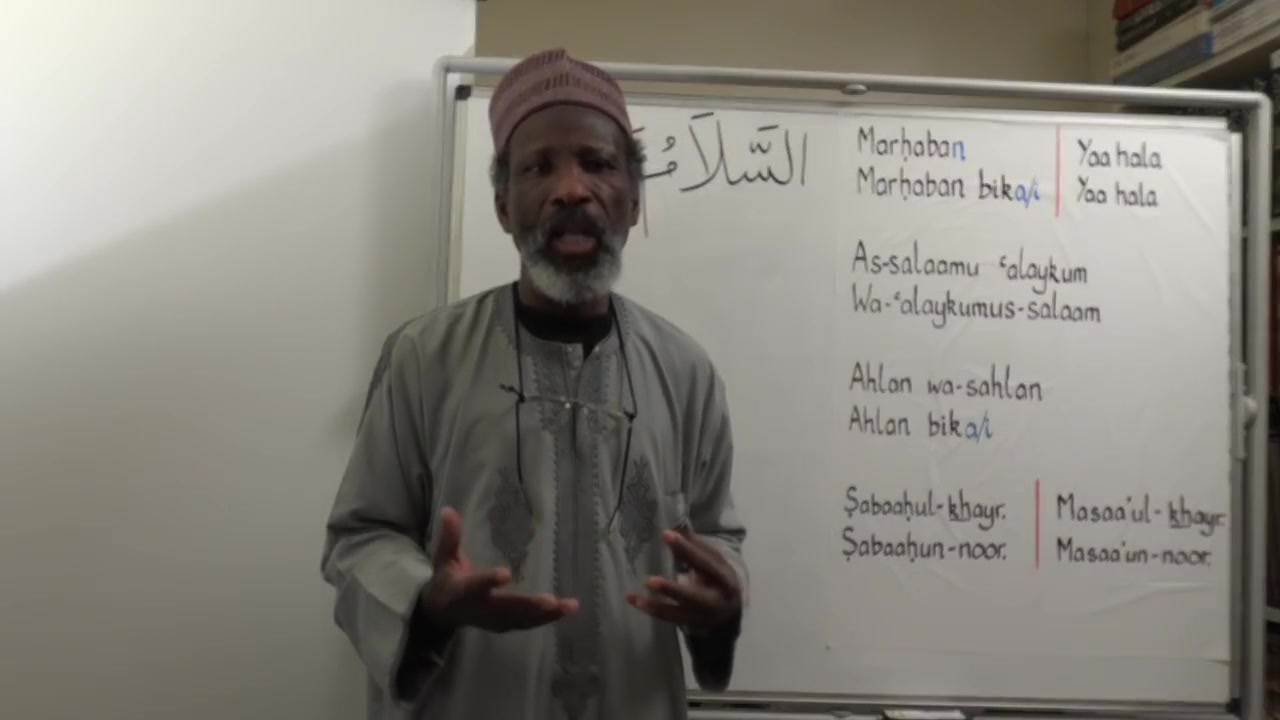 السَّلاَمُ
Marḥaban
Marḥaban bika/i
Yaa hala
Yaa hala
As-salaamu ʿalaykum
Wa-ʿalaykumus-salaam
Ahlan wa-sahlan
Ahlan bika/i
Ṣabaaḥul-khayr.
Ṣabaaḥun-noor.
Masaa'ul-khayr.
Masaa'un-noor.